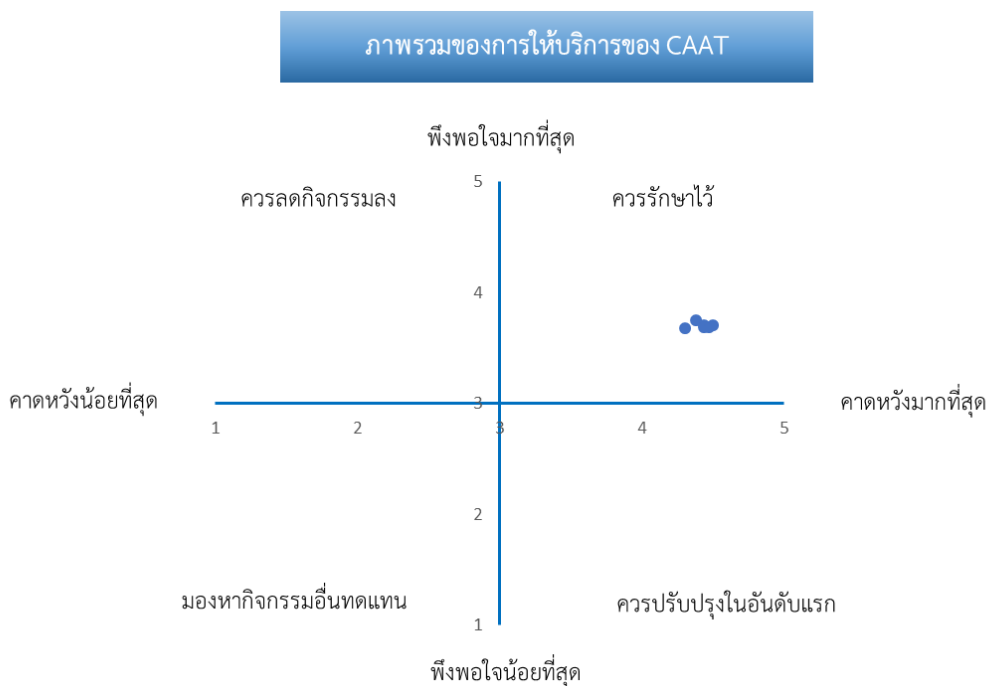 ภาพรวมของการให้บริการของ CAAT
พึงพอใจมากที่สุด
5
ควรลดกิจกรรมลง
ควรรักษาไว้
4
คาดหวังน้อยที่สุด
3
คาดหวังมากที่สุด
1
2
3
4
5
2
มองหากิจกรรมอื่นทดแทน
ควรปรับปรุงในอันดับแรก
1
พึงพอใจน้อยที่สุด